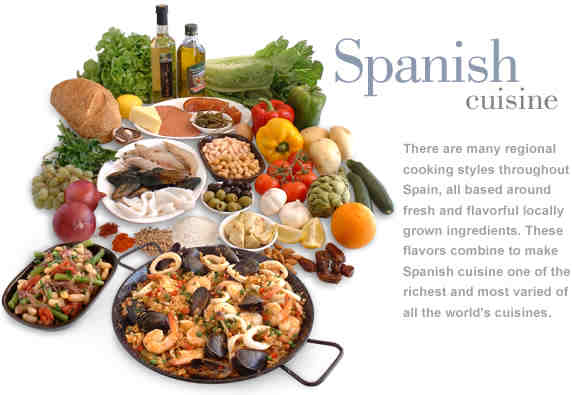 Spanish
cuisine
There are many regional
cooking styles throughout
Spain, all based around
fresh and flavorful locally
grown ingredients. These
flavors combine to make
Spanish cuisine one of the
richest and most varied of
all the world's cuisines.